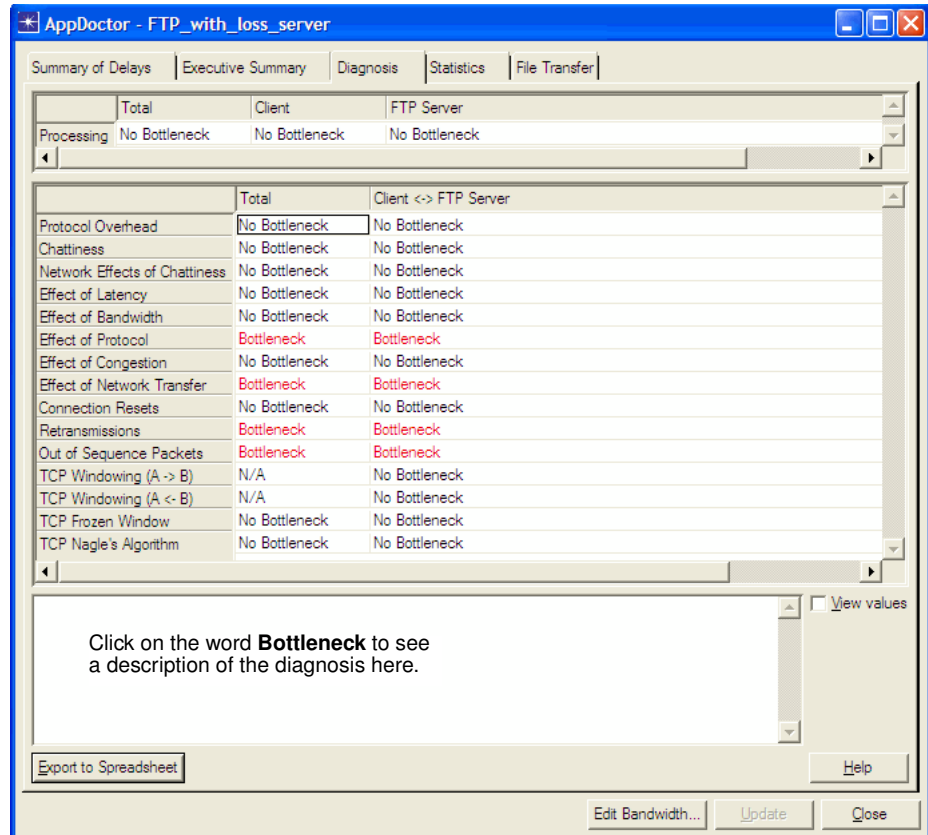 AppDoctor - FTP_with_loss_server
Summary of Delays Executive Summary Diagnosis Statistics File Transfer
Total Client FTP Server
Processing No Bottleneck No Bottleneck No Bottleneck
Total Client <-> FTP Server
Protocol Overhead No Bottleneck No Bottleneck
Chattiness No Bottleneck No Bottleneck
Network Effects of Chattiness No Bottleneck No Bottleneck
Effect of Latency No Bottleneck No Bottleneck
Effect of Bandwidth No Bottleneck No Bottleneck
Effect of Protocol Bottleneck Bottleneck
Effect of Congestion No Bottleneck No Bottleneck
Effect of Network Transfer Bottleneck Bottleneck
Connection Resets No Bottleneck No Bottleneck
Retransmissions Bottleneck Bottleneck
Out of Sequence Packets Bottleneck Bottleneck
TCP Windowing (A -> B) N/A No Bottleneck
TCP Windowing (A <- B) N/A No Bottleneck
TCP Frozen Window No Bottleneck No Bottleneck
TCP Nagle's Algorithm No Bottleneck No Bottleneck
View values
Click on the word Bottleneck to see
a description of the diagnosis here.
Export to Spreadsheet Help
Edit Bandwidth... Update Close